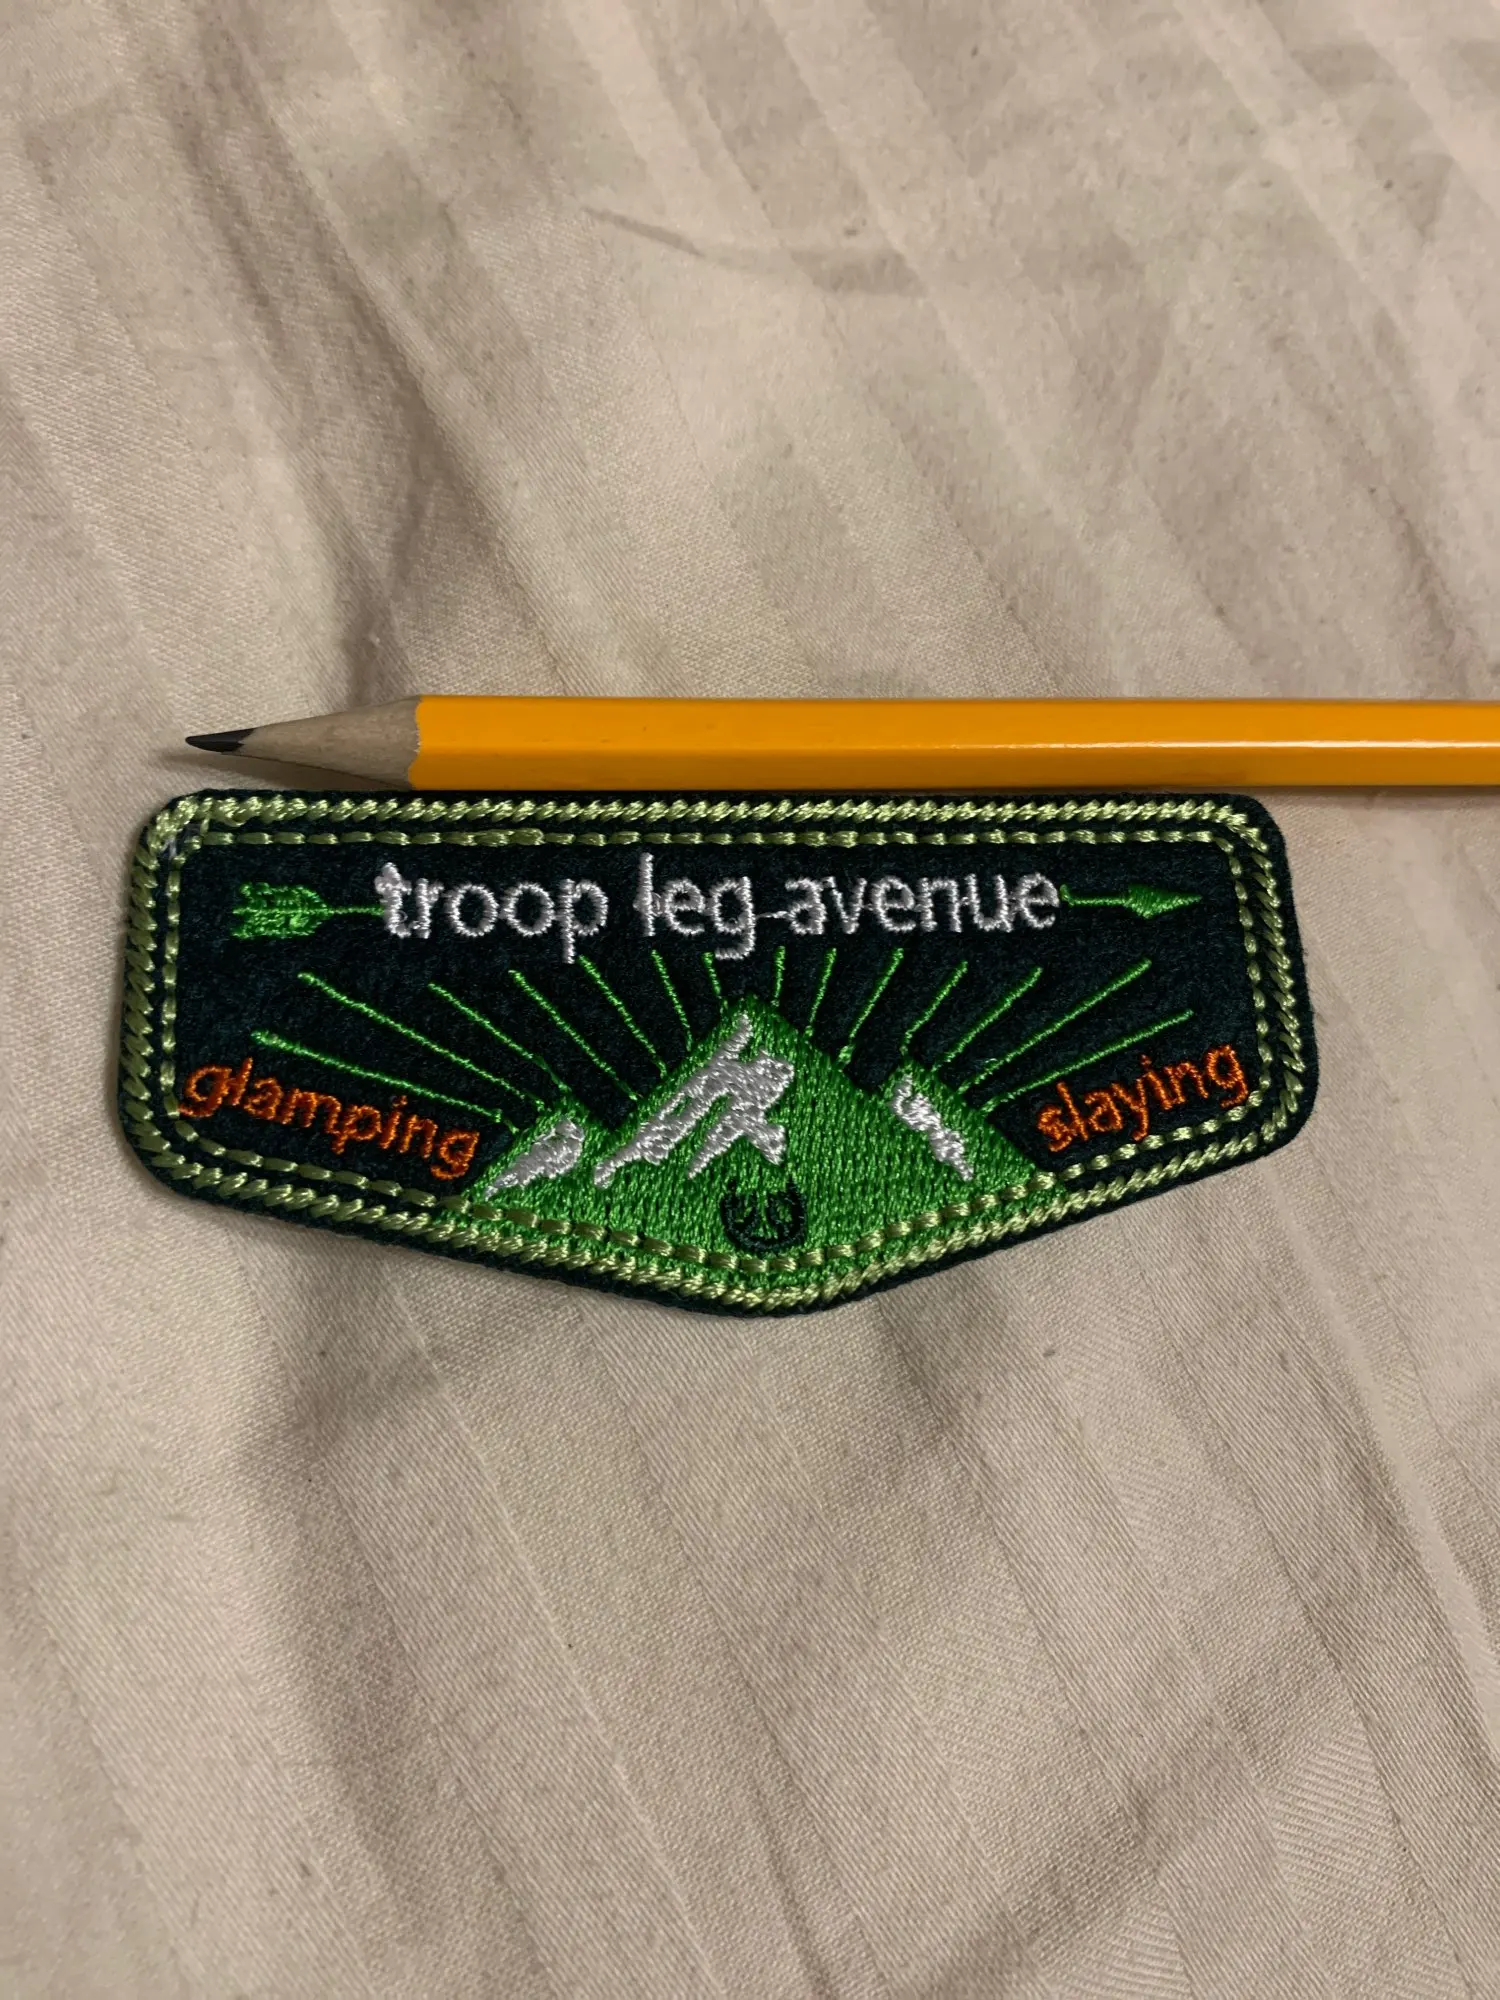 troop leg avenue
glamping
slaying